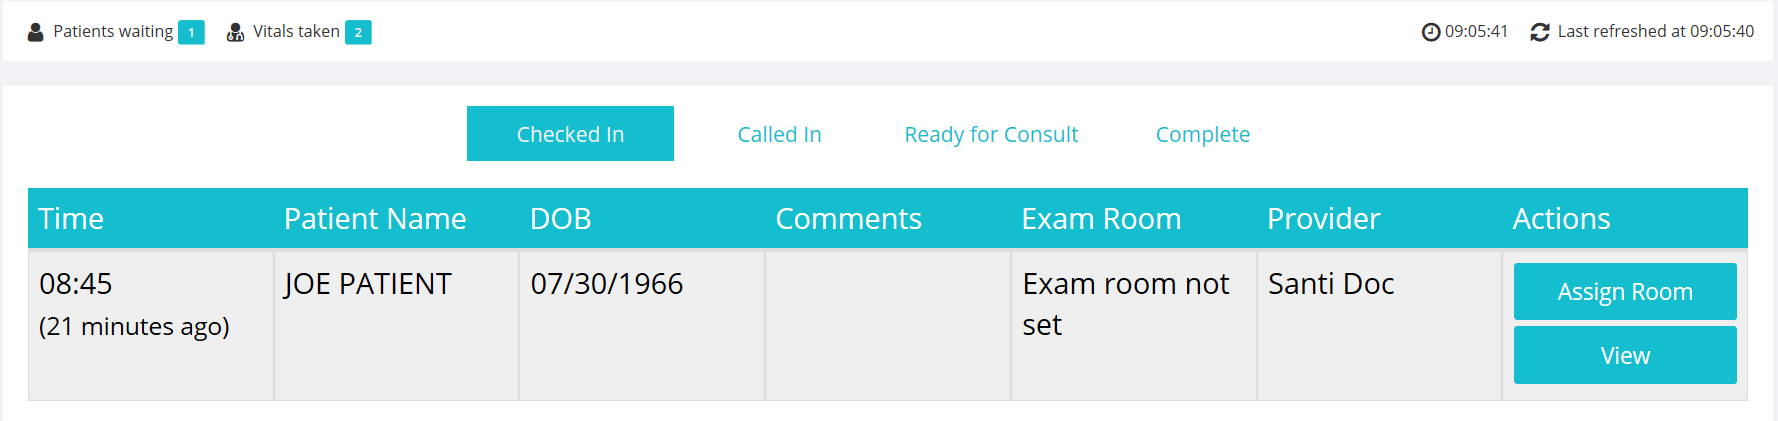 Patients waiting 1 Vitals taken 2 09:05:41 Last refreshed at 09:05:40
Checked In Called In Ready for Consult Complete
Time Patient Name DOB Comments Exam Room Provider Actions
08:45 JOE PATIENT 07/30/1966 Exam room not Santi Doc Assign Room
(21 minutes ago) set
View